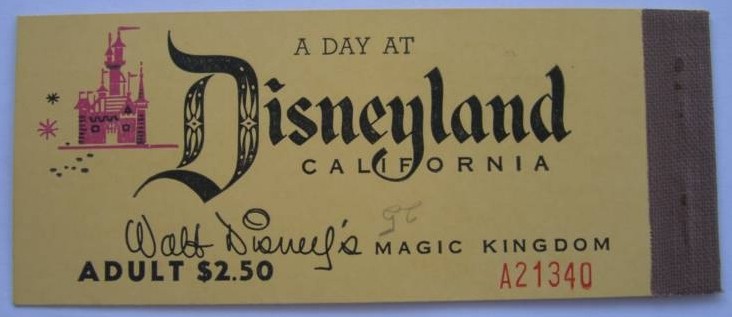 A DAY AT
Disneyland
CALIFORNIA
Walt Disney's MAGIC KINGDOM
ADULT $2.50
A21340